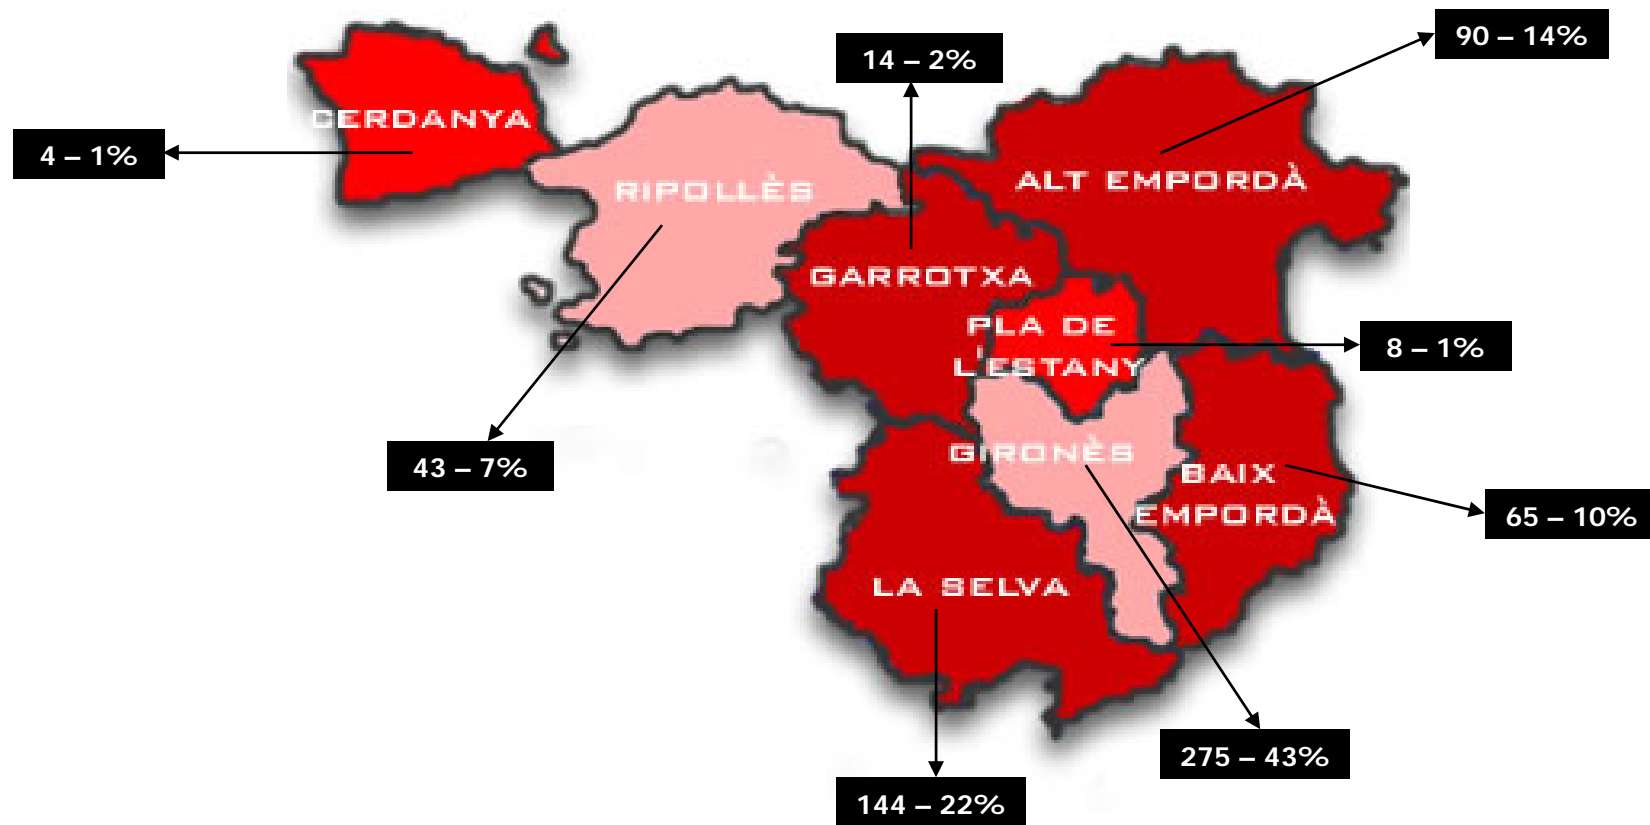 90 – 14%
14 – 2%
CERDANYA
4 – 1%
RIPOLLÈS
ALT EMPORDÀ
GARROTXA
PLA DE
L'ESTANY
8 – 1%
43 – 7%
GIRONÈS
BAIX
EMPORDÀ
65 – 10%
LA SELVA
275 – 43%
144 – 22%